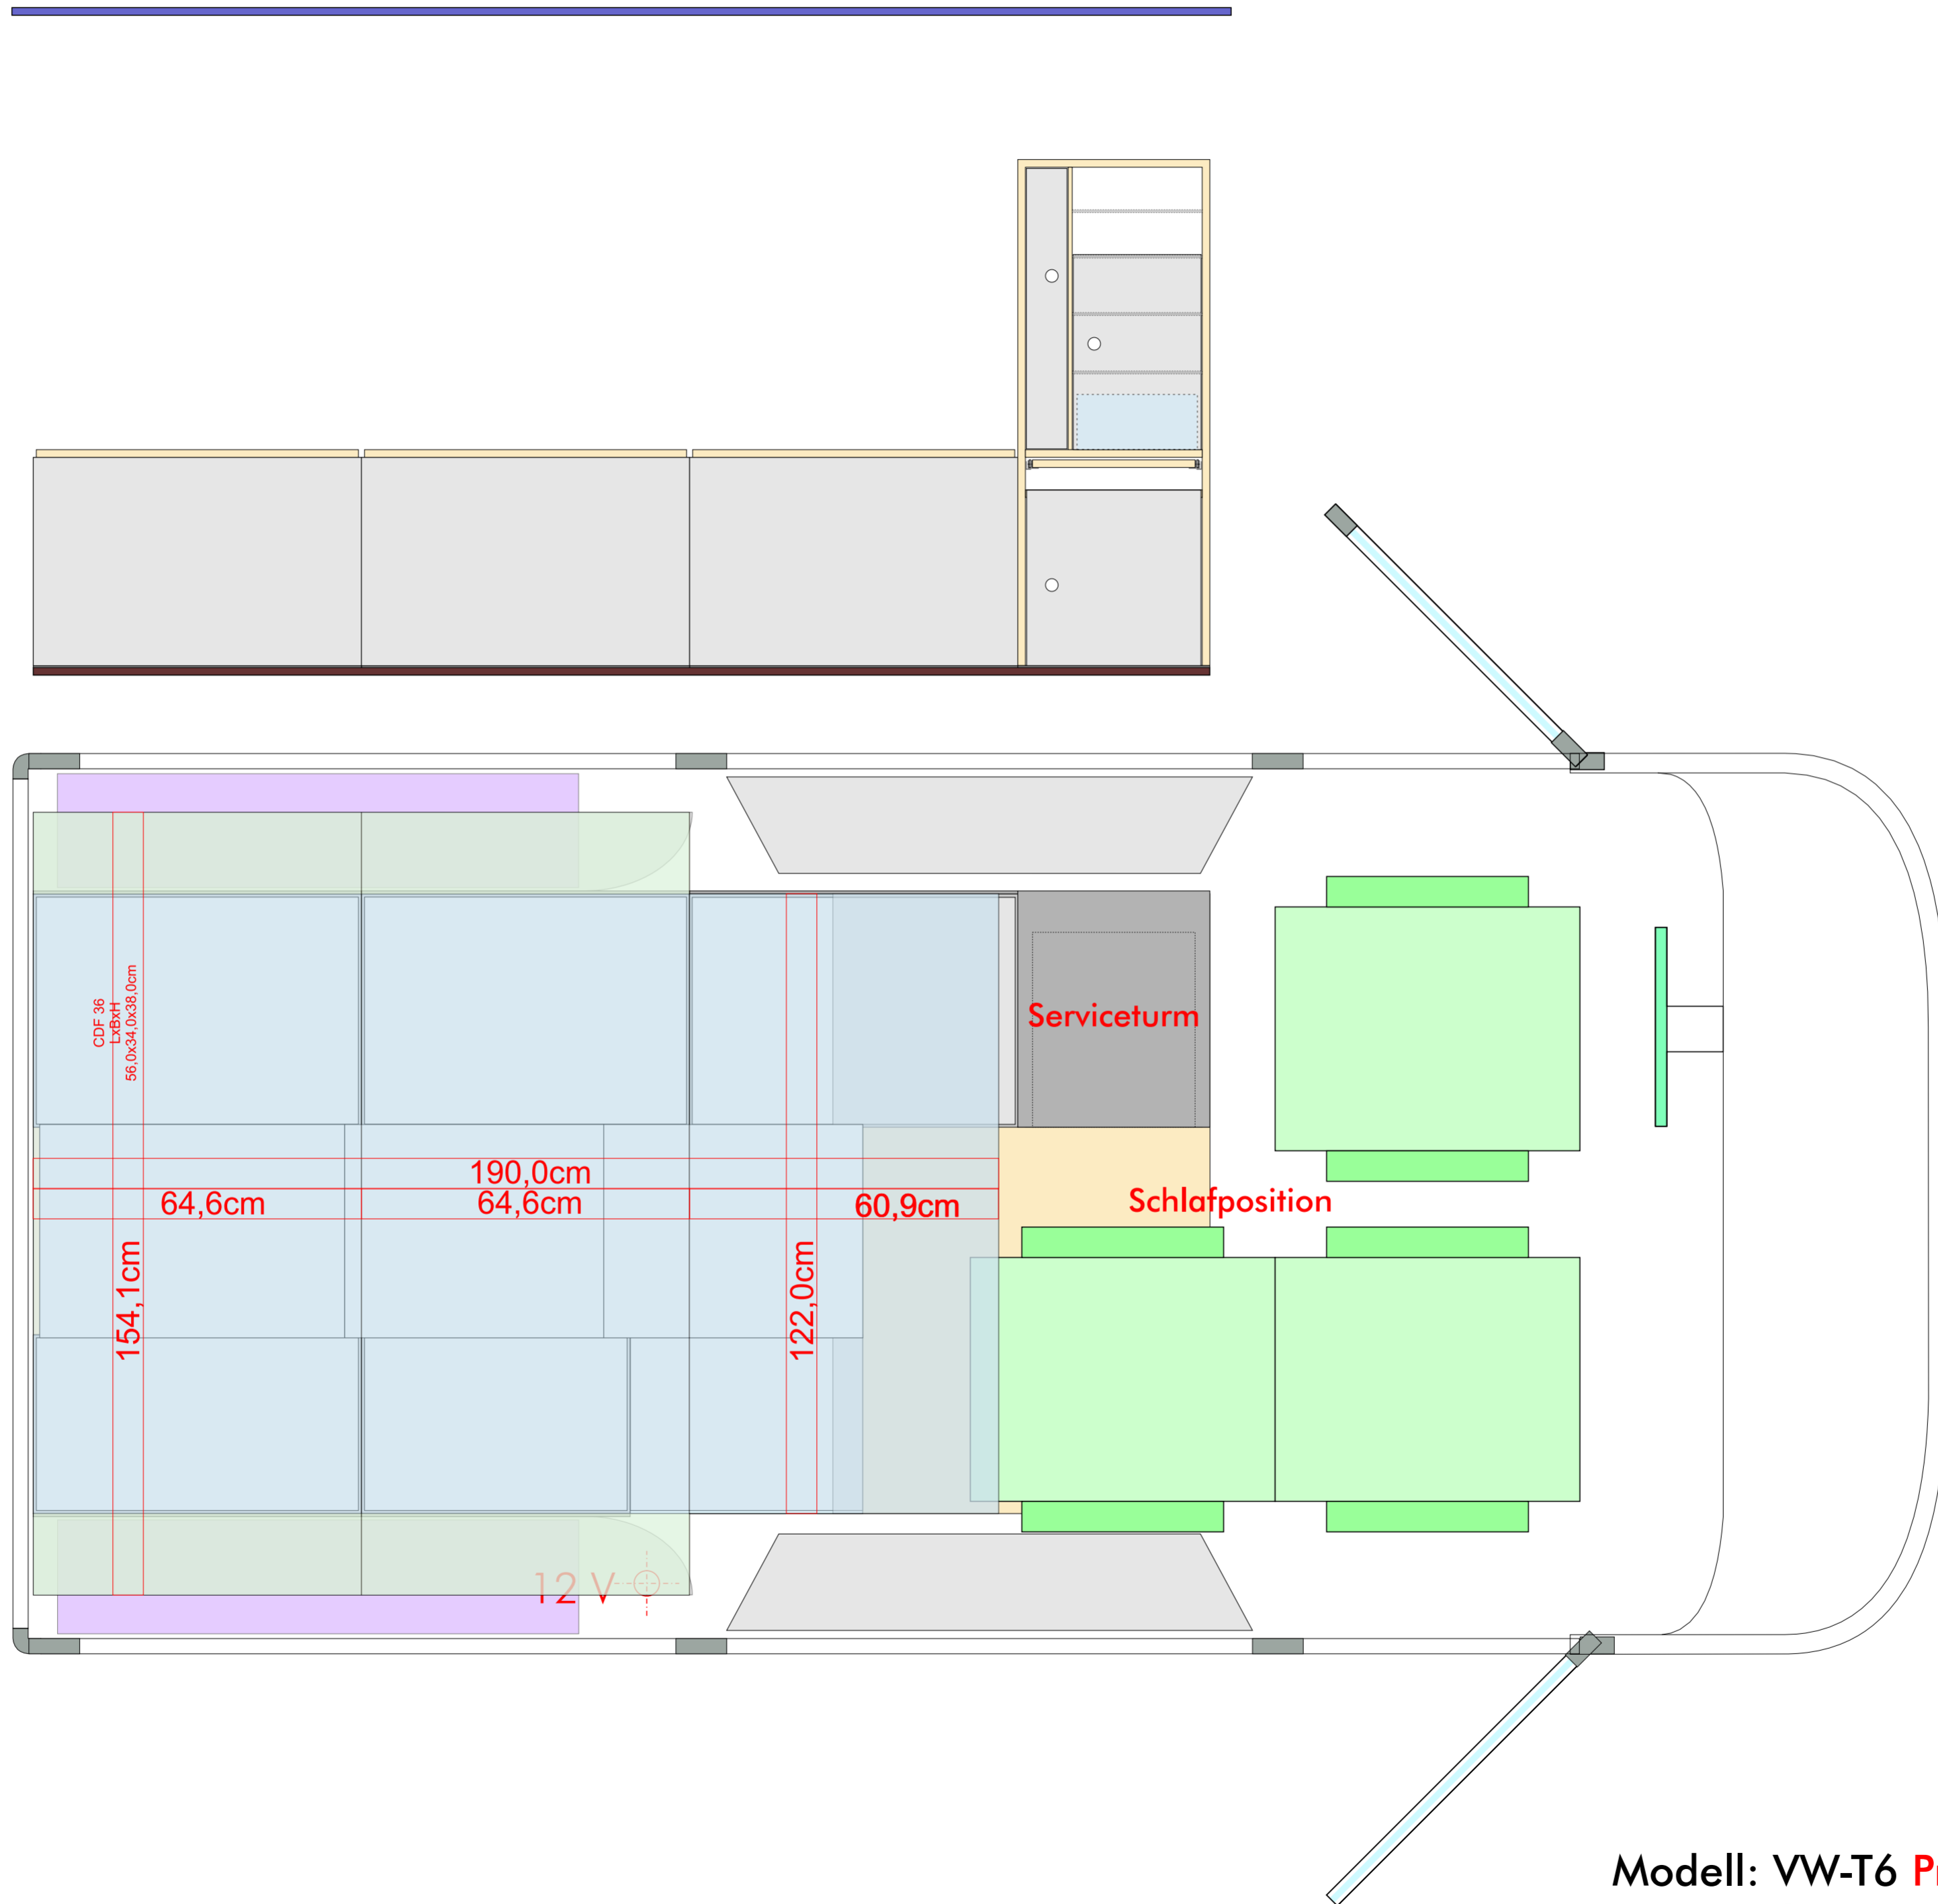 CDF 36
LxBxH
56,0x34,0x38,0cm
Serviceturm
190,0cm
64,6cm
64,6cm
60,9cm
Schlafposition
154,1cm
122,0cm
12 V
Modell: VW-T6